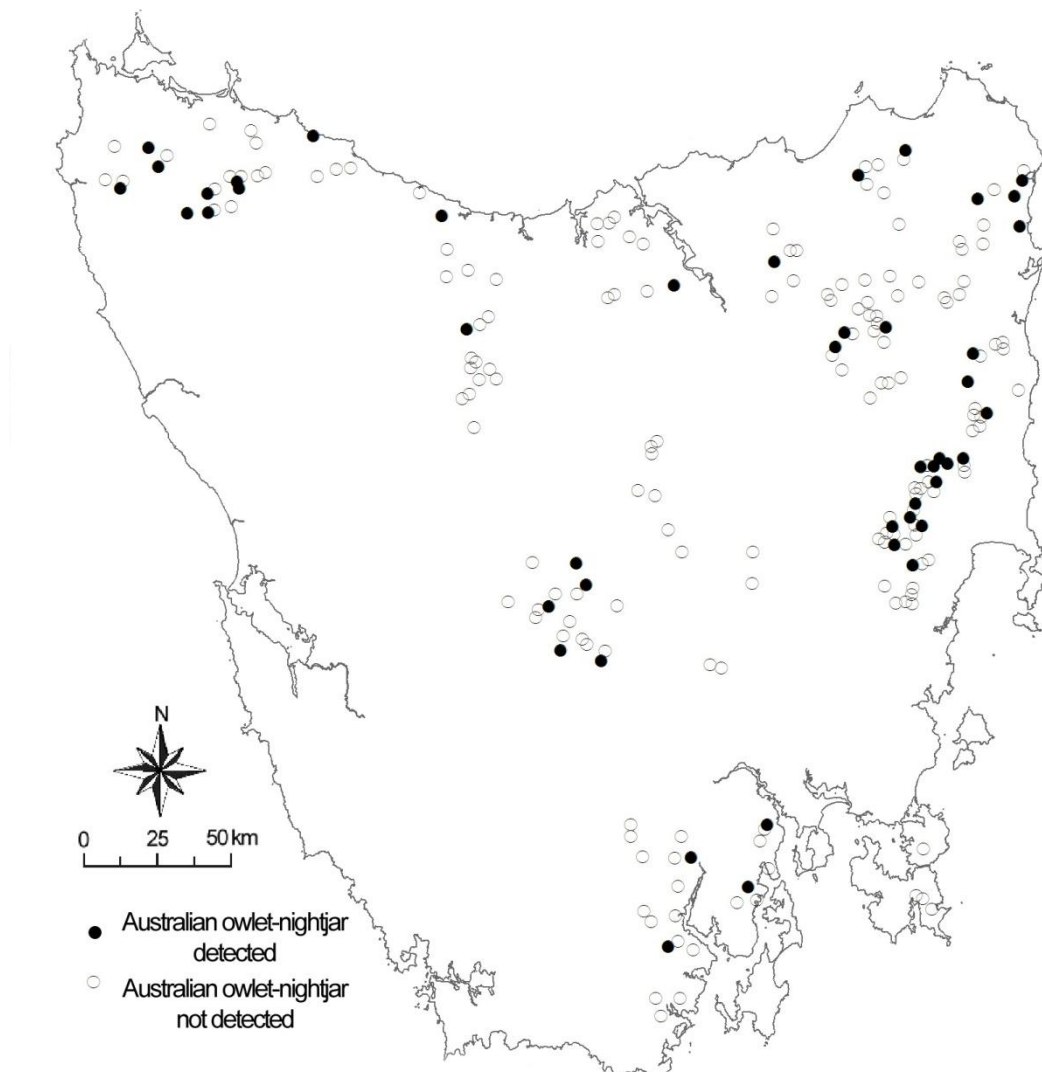 N
0 25 50 km
Australian owlet-nightjar
detected
Australian owlet-nightjar
not detected